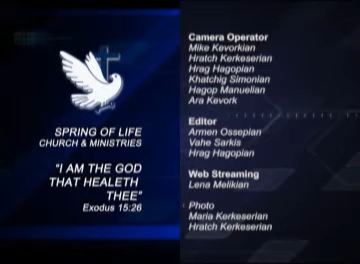 SPRING OF LIFE
CHURCH & MINISTRIES
"I AM THE GOD
THAT HEALETH
THEE"
Exodus 15:26
Camera Operator
Mike Kevorkian
Hratch Kerkeserian
Hrag Hagopian
Khatchig Simonian
Hagop Manuelian
Ara Kevork
Editor
Armen Ossepian
Vahe Sarkis
Hrag Hagopian
Web Streaming
Lena Melikian
Photo
Maria Kerkeserian
Hratch Kerkeserian